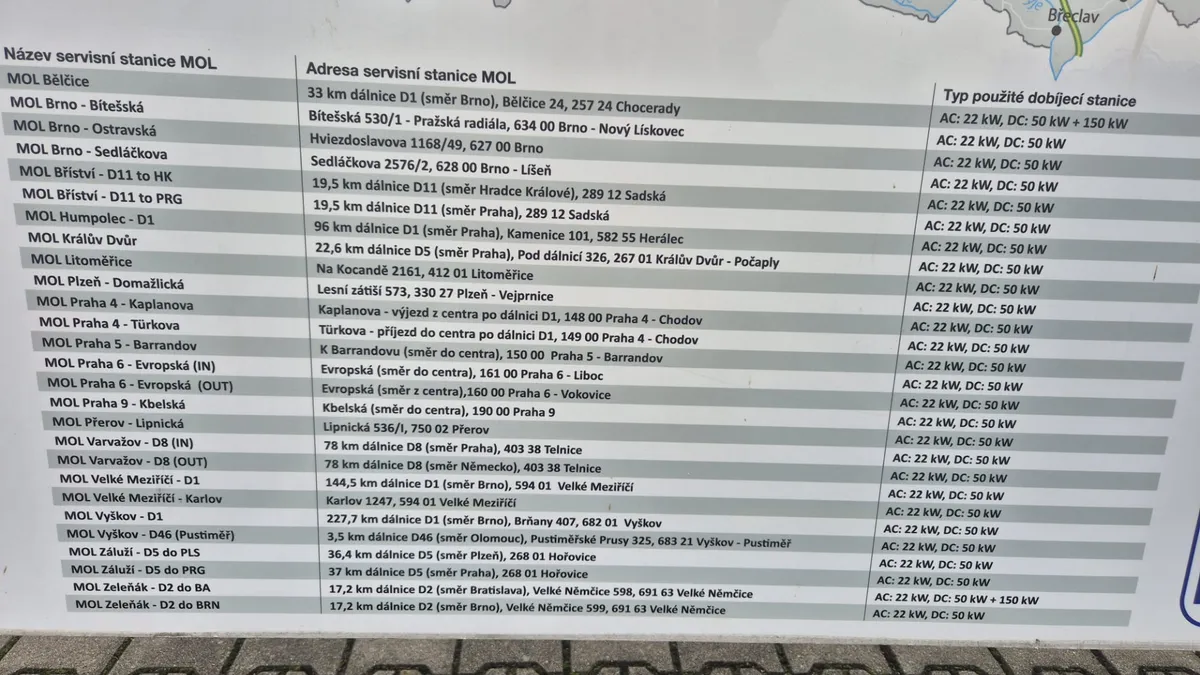 Břeclav
Název servisní stanice MOL Adresa servisní stanice MOL Typ použité dobíjecí stanice
MOL Bělčice 33 km dálnice D1 (směr Brno), Bělčice 24, 257 24 Chocerady AC: 22 kW, DC: 50 kW + 150 kW
MOL Brno - Bítešská Bítešská 530/1 - Pražská radiála, 634 00 Brno - Nový Lískovec AC: 22 kW, DC: 50 kW
MOL Brno - Ostravská Hviezdoslavova 1168/49, 627 00 Brno AC: 22 kW, DC: 50 kW
MOL Brno - Sedláčkova Sedláčkova 2576/2, 628 00 Brno - Líšeň AC: 22 kW, DC: 50 kW
MOL Bříství - D11 to HK 19,5 km dálnice D11 (směr Hradce Králové), 289 12 Sadská AC: 22 kW, DC: 50 kW
MOL Bříství - D11 to PRG 19,5 km dálnice D11 (směr Praha), 289 12 Sadská AC: 22 kW, DC: 50 kW
MOL Humpolec - D1 96 km dálnice D1 (směr Praha), Kamenice 101, 582 55 Herálec AC: 22 kW, DC: 50 kW
MOL Králův Dvůr 22,6 km dálnice D5 (směr Praha), Pod dálnicí 326, 267 01 Králův Dvůr - Počaply AC: 22 kW, DC: 50 kW
MOL Litoměřice Na Kocandě 2161, 412 01 Litoměřice AC: 22 kW, DC: 50 kW
MOL Plzeň - Domažlická Lesní zátiší 573, 330 27 Plzeň - Vejprnice AC: 22 kW, DC: 50 kW
MOL Praha 4 - Kaplanova Kaplanova - výjezd z centra po dálnici D1, 148 00 Praha 4 - Chodov AC: 22 kW, DC: 50 kW
MOL Praha 4 - Türkova Türkova - příjezd do centra po dálnici D1, 149 00 Praha 4 - Chodov AC: 22 kW, DC: 50 kW
MOL Praha 5 - Barrandov K Barrandovu (směr do centra), 150 00 Praha 5 - Barrandov AC: 22 kW, DC: 50 kW
MOL Praha 6 - Evropská (IN) Evropská (směr do centra), 161 00 Praha 6 - Liboc AC: 22 kW, DC: 50 kW
MOL Praha 6 - Evropská (OUT) Evropská (směr z centra),160 00 Praha 6 - Vokovice AC: 22 kW, DC: 50 kW
MOL Praha 9 - Kbelská Kbelská (směr do centra), 190 00 Praha 9 AC: 22 kW, DC: 50 kW
MOL Přerov - Lipnická Lipnická 536/I, 750 02 Přerov AC: 22 kW, DC: 50 kW
MOL Varvažov - D8 (IN) 78 km dálnice D8 (směr Praha), 403 38 Telnice AC: 22 kW, DC: 50 kW
MOL Varvažov - D8 (OUT) 78 km dálnice D8 (směr Německo), 403 38 Telnice AC: 22 kW, DC: 50 kW
MOL Velké Meziříčí - D1 144,5 km dálnice D1 (směr Brno), 594 01 Velké Meziříčí AC: 22 kW, DC: 50 kW
MOL Velké Meziříčí - Karlov Karlov 1247, 594 01 Velké Meziříčí AC: 22 kW, DC: 50 kW
MOL Vyškov - D1 227,7 km dálnice D1 (směr Brno), Brňany 407, 682 01 Vyškov AC: 22 kW, DC: 50 kW
MOL Vyškov - D46 (Pustiměř) 3,5 km dálnice D46 (směr Olomouc), Pustiměřské Prusy 325, 683 21 Vyškov - Pustiměř AC: 22 kW, DC: 50 kW
MOL Záluží - D5 do PLS 36,4 km dálnice D5 (směr Plzeň), 268 01 Hořovice AC: 22 kW, DC: 50 kW
MOL Záluží - D5 do PRG 37 km dálnice D5 (směr Praha), 268 01 Hořovice AC: 22 kW, DC: 50 kW
MOL Zeleňák - D2 do BA 17,2 km dálnice D2 (směr Bratislava), Velké Němčice 598, 691 63 Velké Němčice AC: 22 kW, DC: 50 kW + 150 kW
MOL Zeleňák - D2 do BRN 17,2 km dálnice D2 (směr Brno), Velké Němčice 599, 691 63 Velké Němčice AC: 22 kW, DC: 50 kW